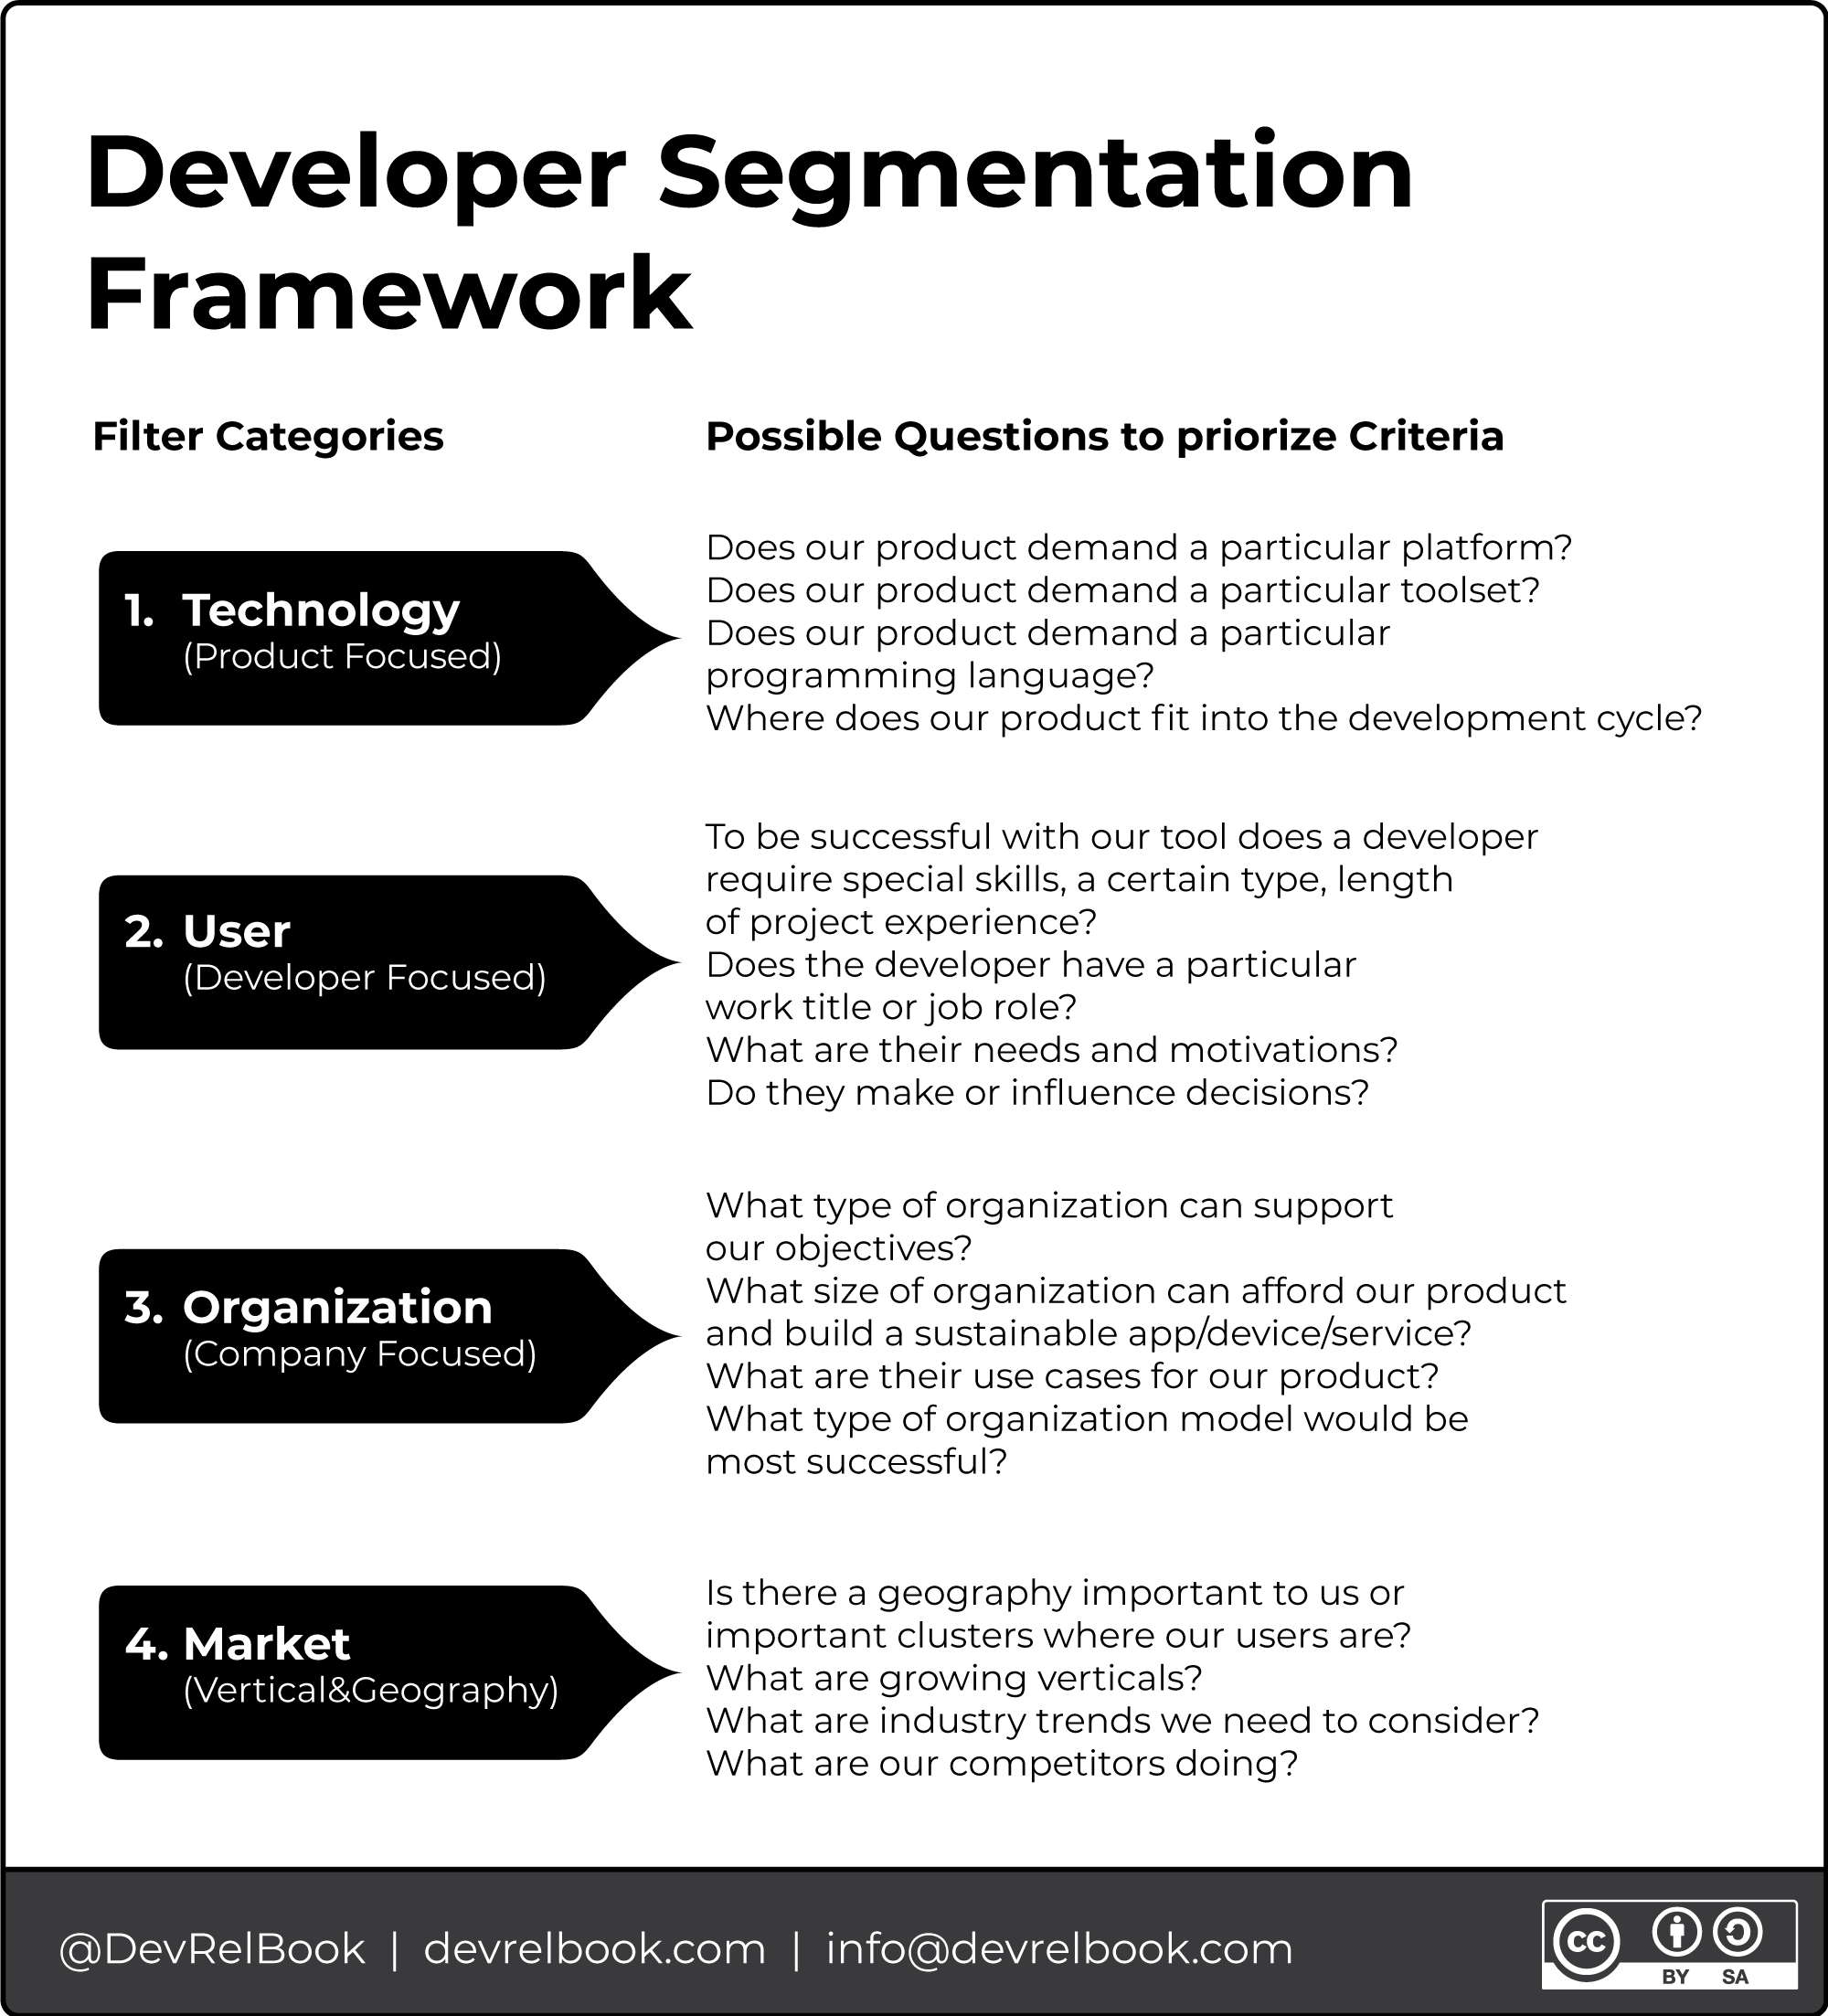 Developer Segmentation
Framework
Filter Categories
Possible Questions to priorize Criteria
1. Technology
(Product Focused)
Does our product demand a particular platform?
Does our product demand a particular toolset?
Does our product demand a particular
programming language?
Where does our product fit into the development cycle?
2. User
(Developer Focused)
To be successful with our tool does a developer
require special skills, a certain type, length
of project experience?
Does the developer have a particular
work title or job role?
What are their needs and motivations?
Do they make or influence decisions?
3. Organization
(Company Focused)
What type of organization can support
our objectives?
What size of organization can afford our product
and build a sustainable app/device/service?
What are their use cases for our product?
What type of organization model would be
most successful?
4. Market
(Vertical&Geography)
Is there a geography important to us or
important clusters where our users are?
What are growing verticals?
What are industry trends we need to consider?
What are our competitors doing?
@DevRelBook | devrelbook.com | info@devrelbook.com
cc
BY SA